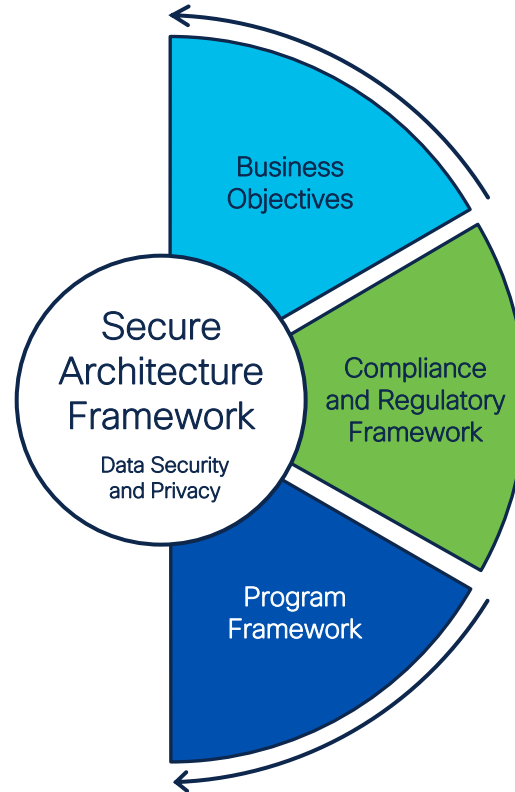 Business
Objectives
Secure
Architecture
Framework
Data Security
and Privacy
Compliance
and Regulatory
Framework
Program
Framework